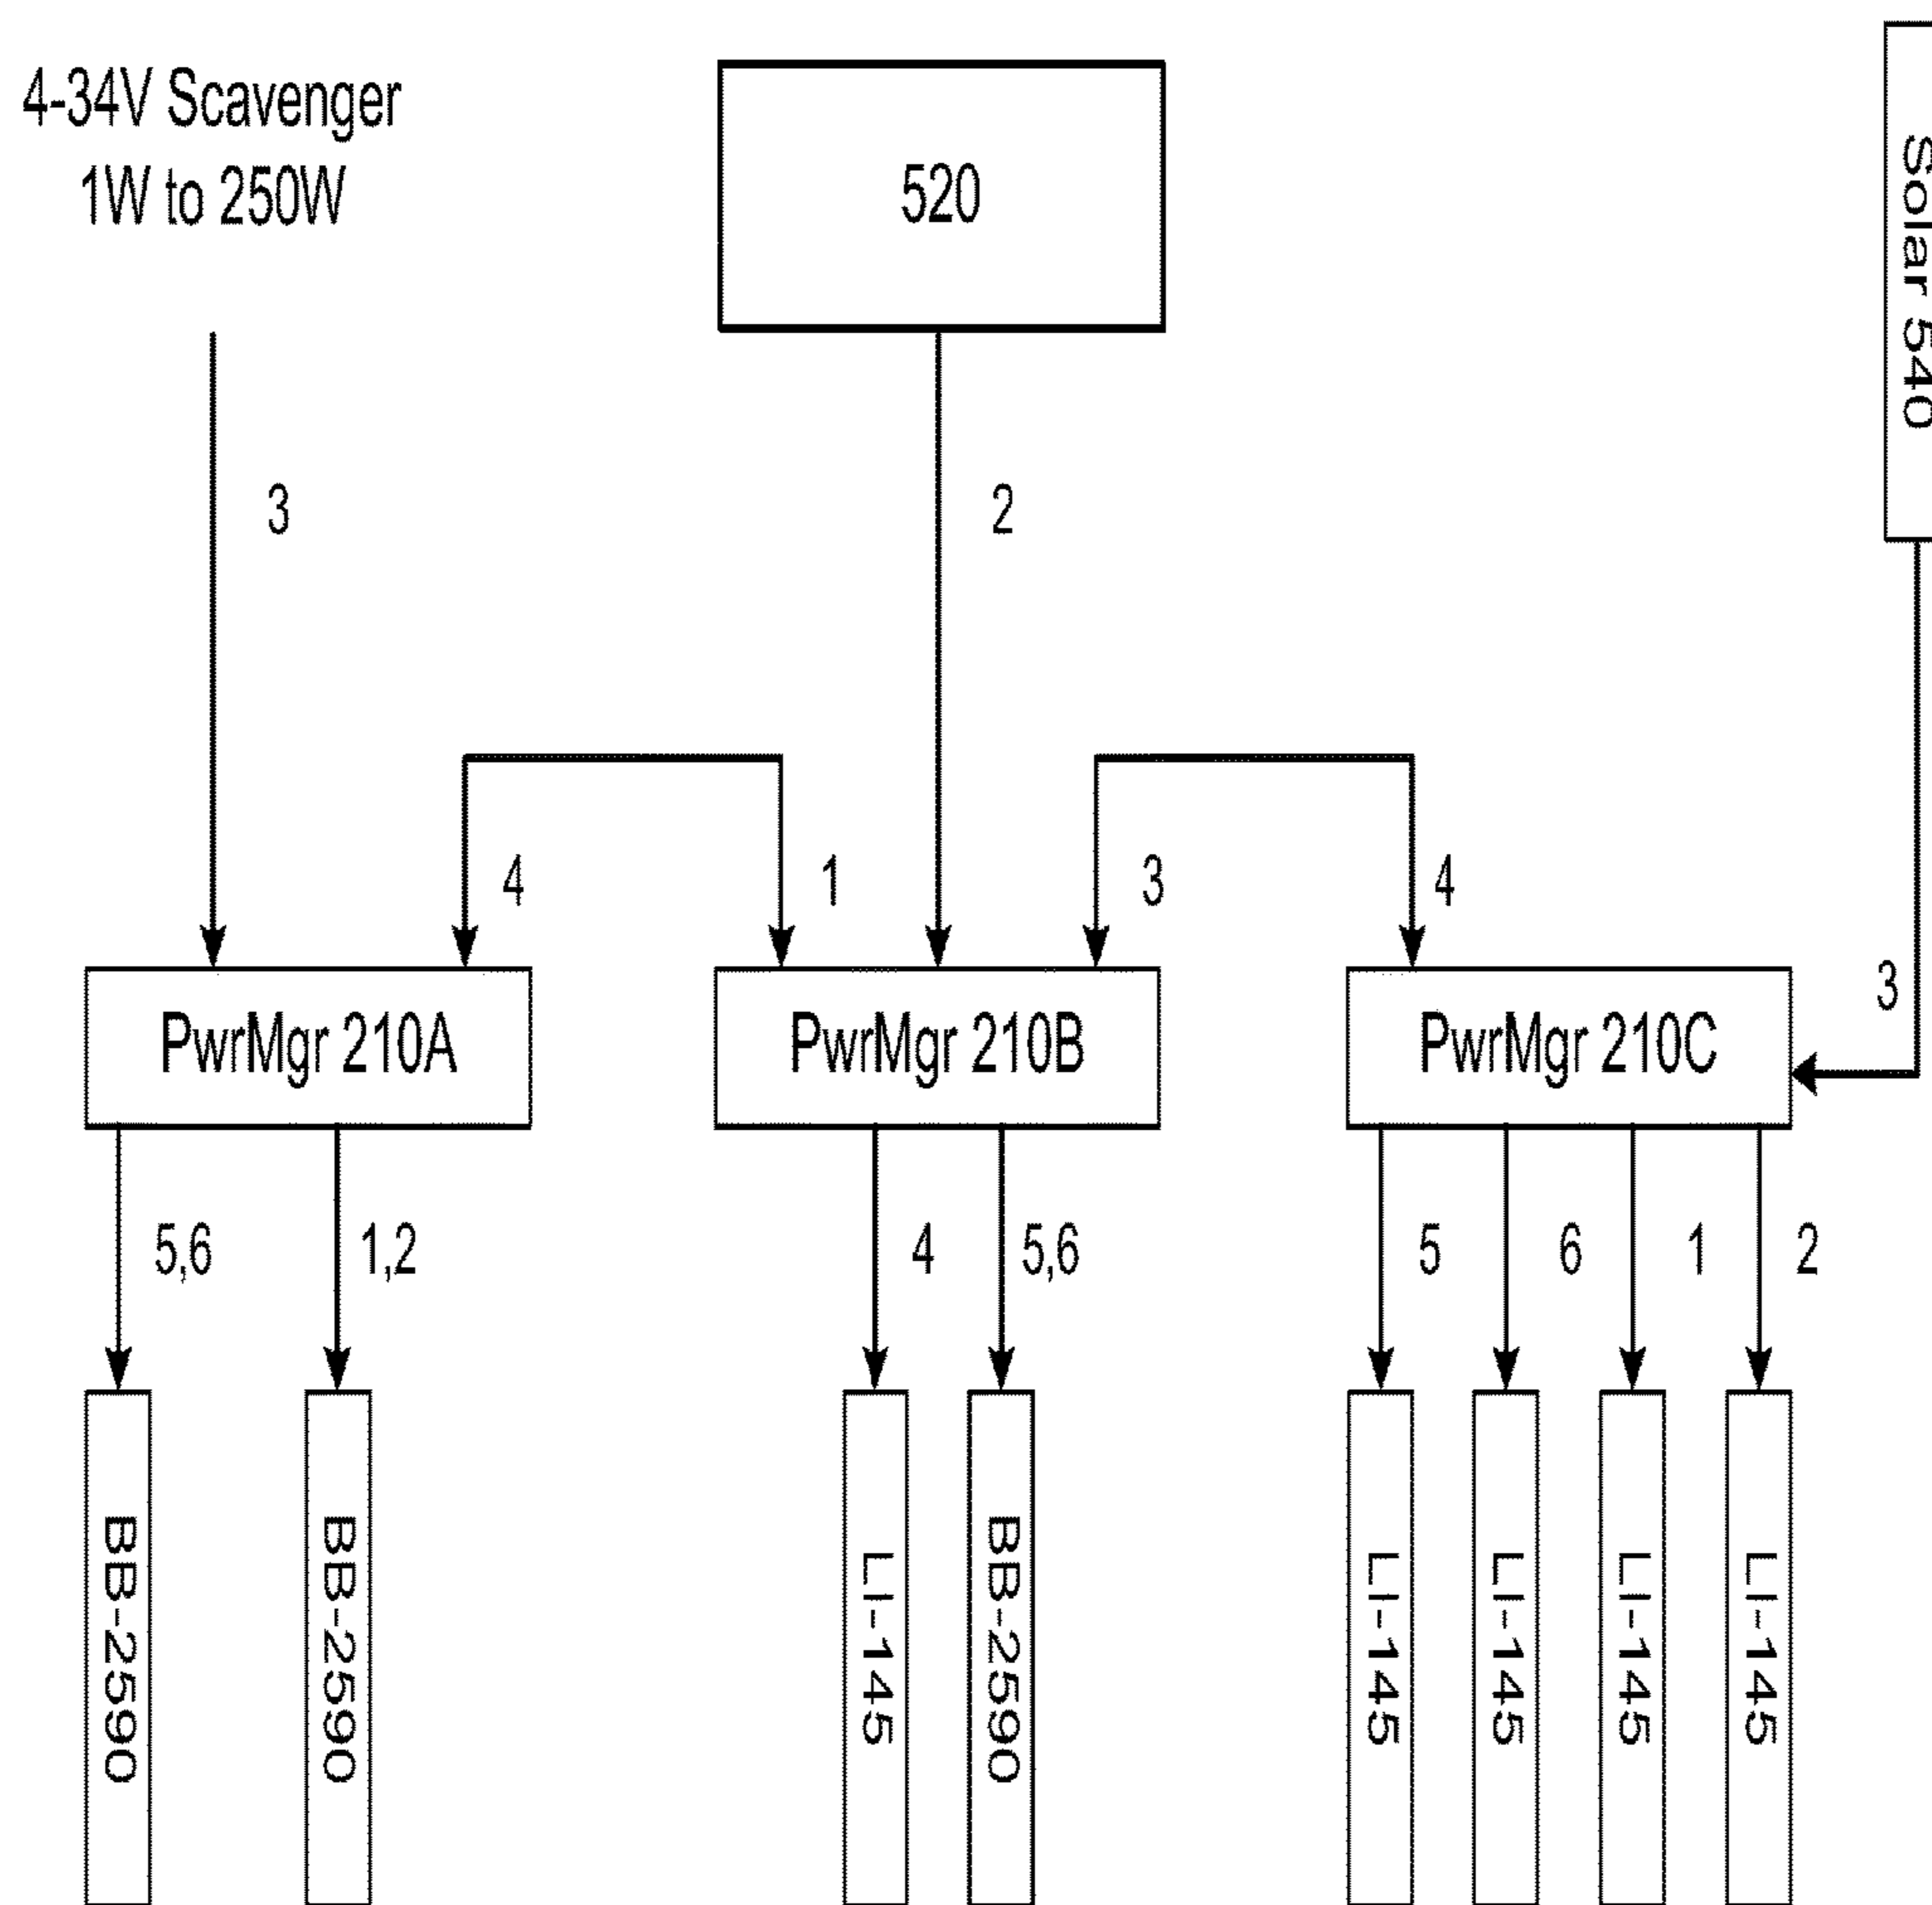 4-34V Scavenger
1W to 250W
520
Solar 540
3
2
4
1
3
4
3
PwrMgr 210A
PwrMgr 210B
PwrMgr 210C
5,6
1,2
4
5,6
5
6
1
2
BB-2590
BB-2590
LI-145
BB-2590
LI-145
LI-145
LI-145
LI-145